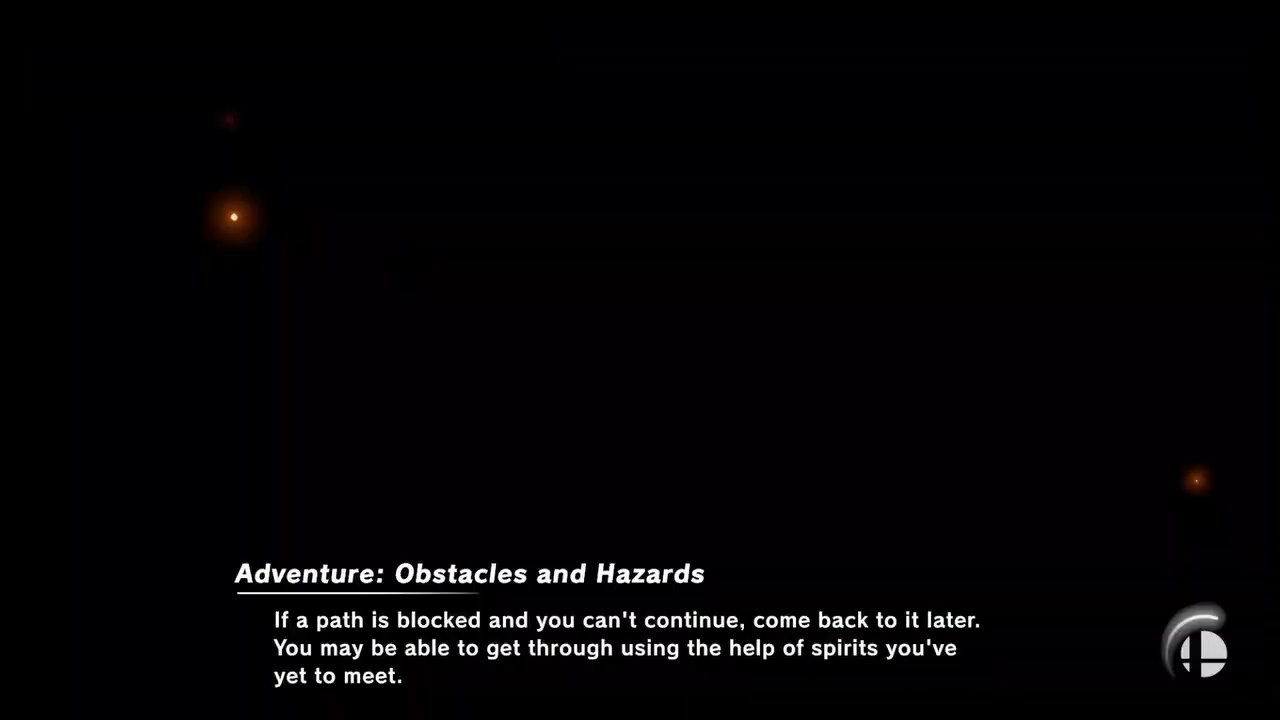 Adventure: Obstacles and Hazards
If a path is blocked and you can't continue, come back to it later.
You may be able to get through using the help of spirits you've
yet to meet.